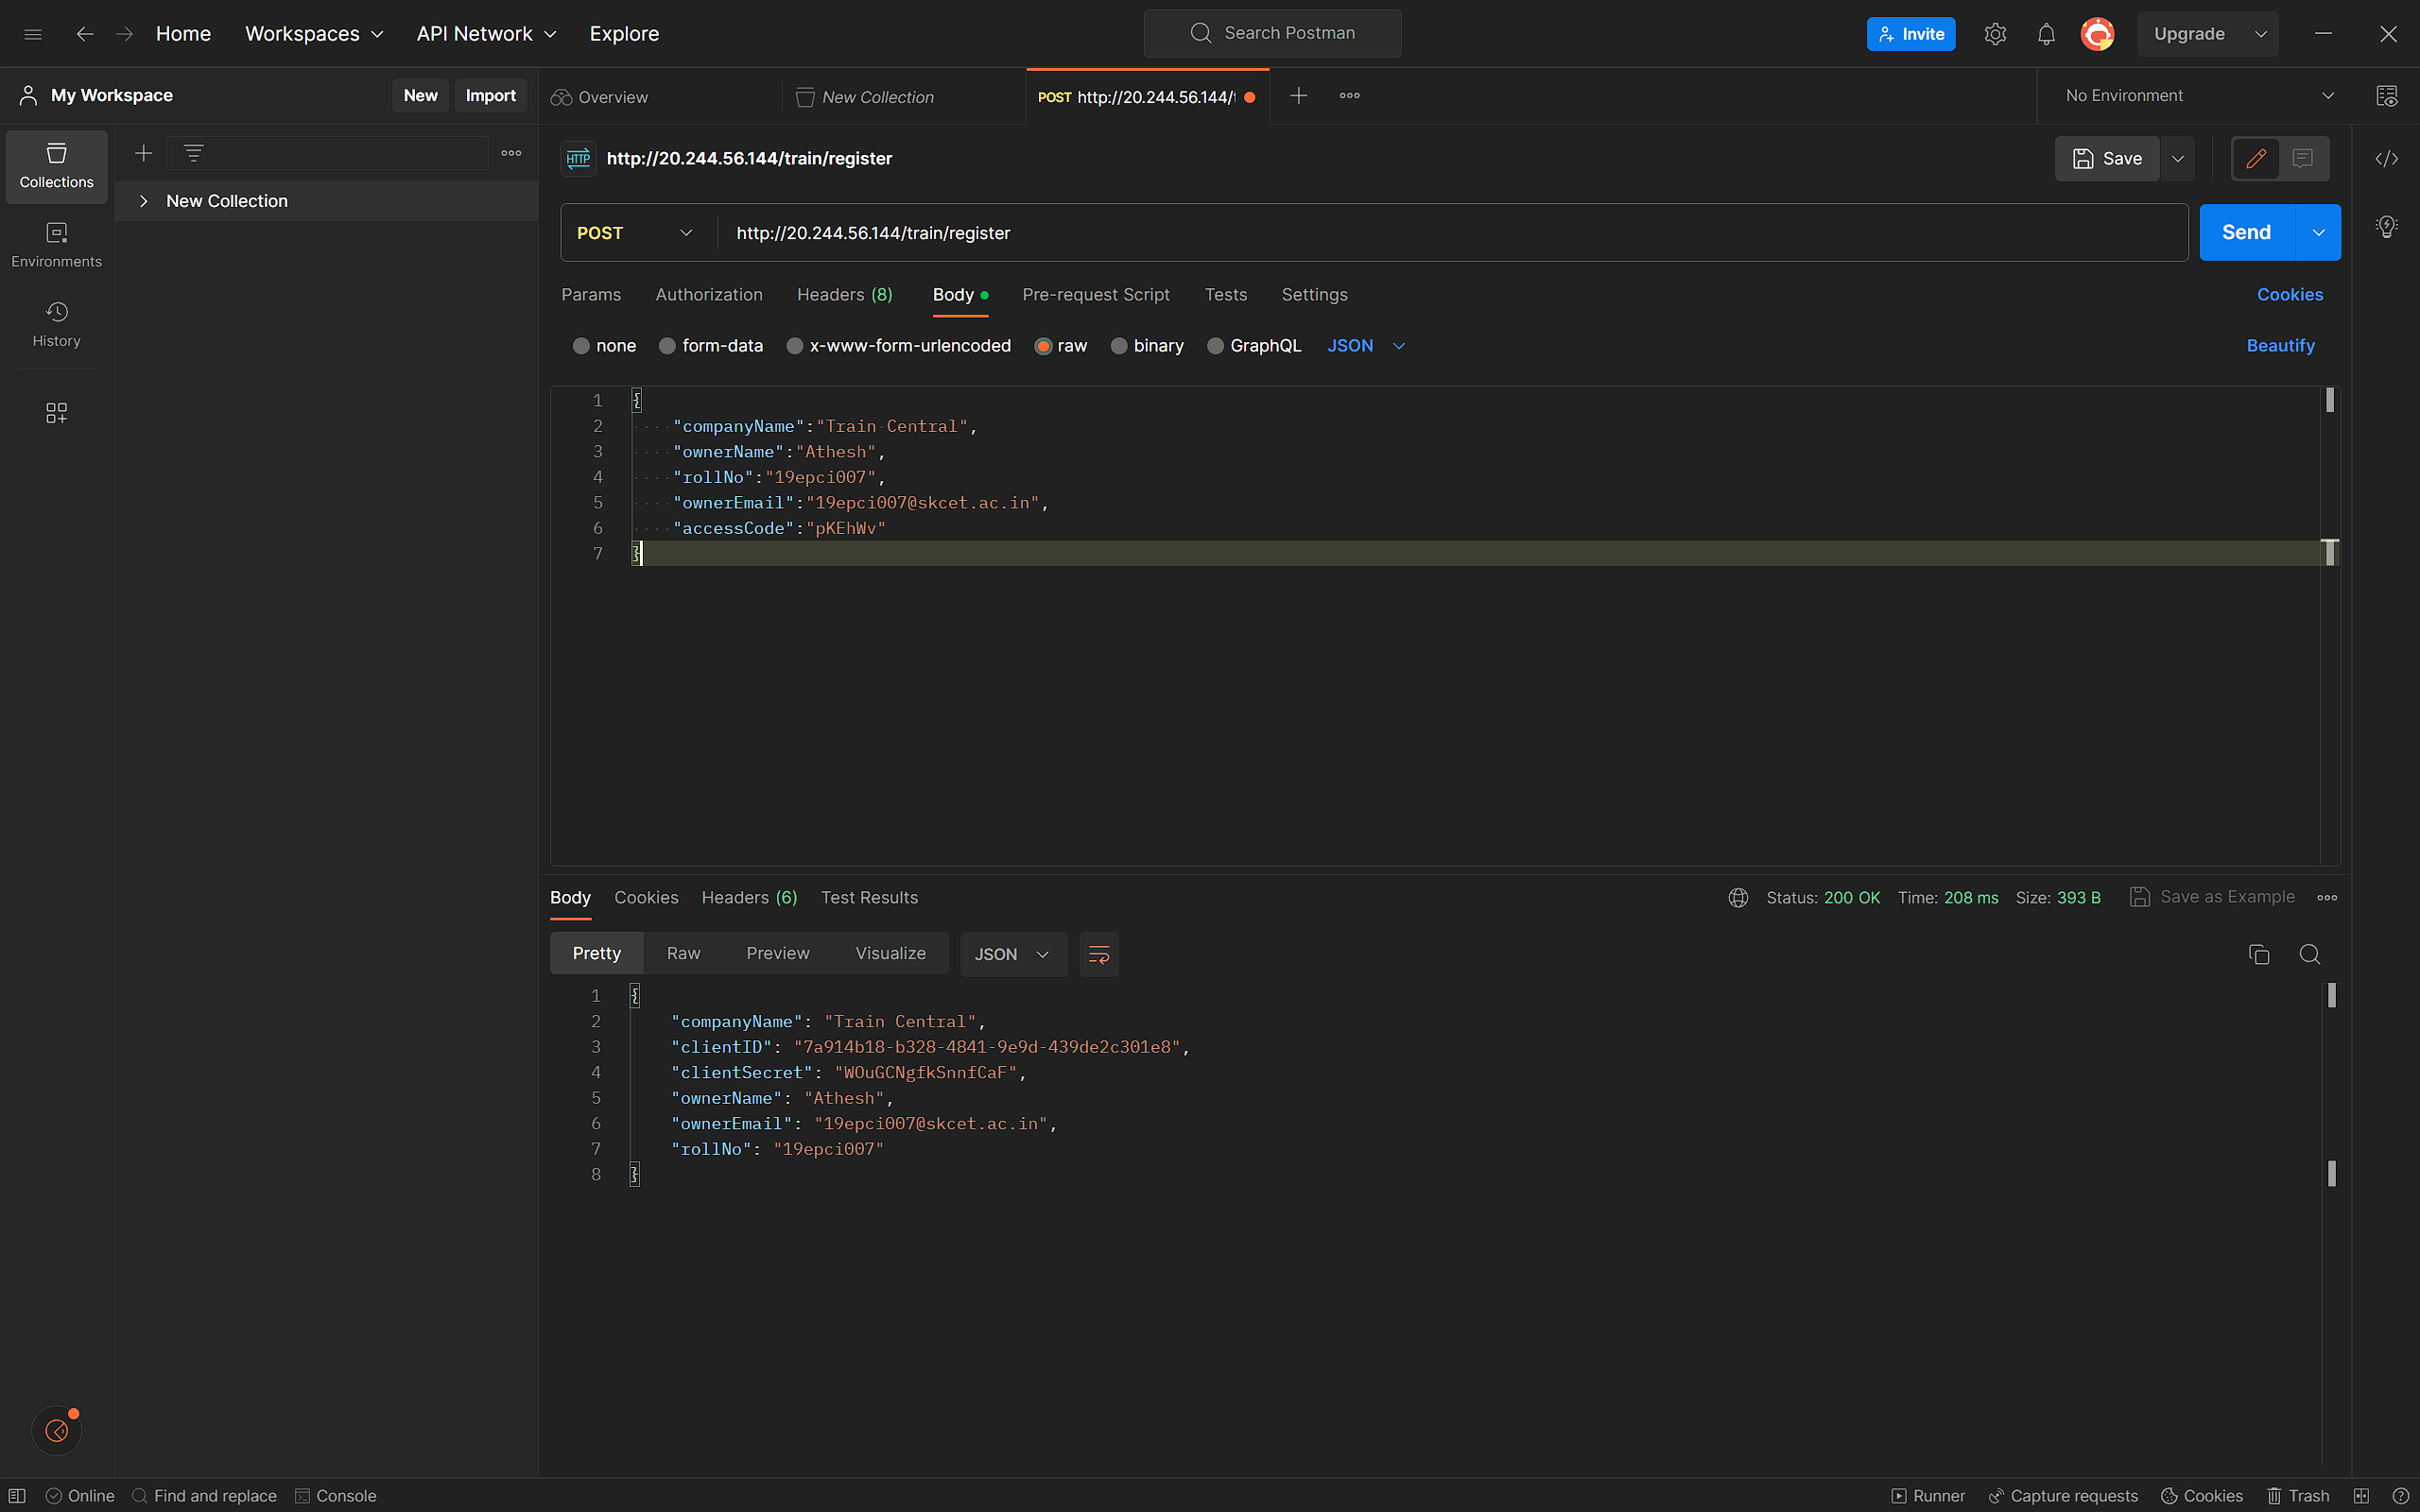 Home Workspaces API Network Explore Search Postman Invite Upgrade
My Workspace New Import Overview New Collection POST http://20.244.56.144/t No Environment
Collections
New Collection
Environments
History
HTTP http://20.244.56.144/train/register Save
POST http://20.244.56.144/train/register Send
Params Authorization Headers (8) Body Pre-request Script Tests Settings Cookies
none form-data x-www-form-urlencoded raw binary GraphQL JSON Beautify
1 {
2 "companyName":"Train Central",
3 "ownerName":"Athesh",
4 "rollNo":"19epci007",
5 "ownerEmail":"19epci007@skcet.ac.in",
6 "accessCode":"pKEhWv"
7 }
Body Cookies Headers (6) Test Results Status: 200 OK Time: 208 ms Size: 393 B Save as Example
Pretty Raw Preview Visualize JSON
1 {
2 "companyName": "Train Central",
3 "clientID": "7a914b18-b328-4841-9e9d-439de2c301e8",
4 "clientSecret": "WOuGCNgfkSnnfCaF",
5 "ownerName": "Athesh",
6 "ownerEmail": "19epci007@skcet.ac.in",
7 "rollNo": "19epci007"
8 }
Online Find and replace Console Runner Capture requests Cookies Trash